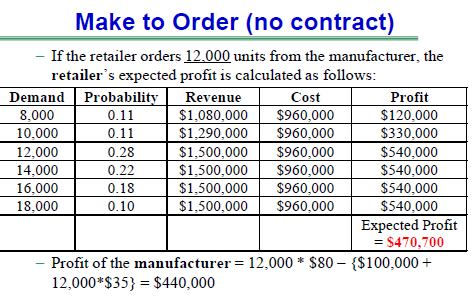 Make to Order (no contract)
– If the retailer orders 12,000 units from the manufacturer, the
retailer's expected profit is calculated as follows:
Demand Probability Revenue Cost Profit
8,000 0.11 $1,080,000 $960,000 $120,000
10,000 0.11 $1,290,000 $960,000 $330,000
12,000 0.28 $1,500,000 $960,000 $540,000
14,000 0.22 $1,500,000 $960,000 $540,000
16,000 0.18 $1,500,000 $960,000 $540,000
18,000 0.10 $1,500,000 $960,000 $540,000
Expected Profit
= $470,700
– Profit of the manufacturer = 12,000 * $80 – {$100,000 +
12,000*$35} = $440,000